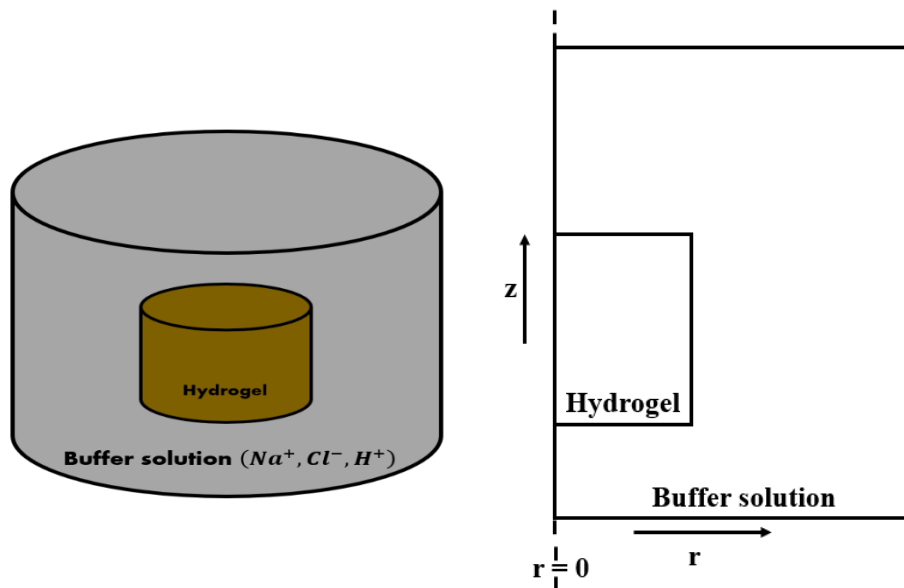 Hydrogel
Buffer solution (Na⁺, Cl⁻, H⁺)
z
Hydrogel
Buffer solution
r
r = 0